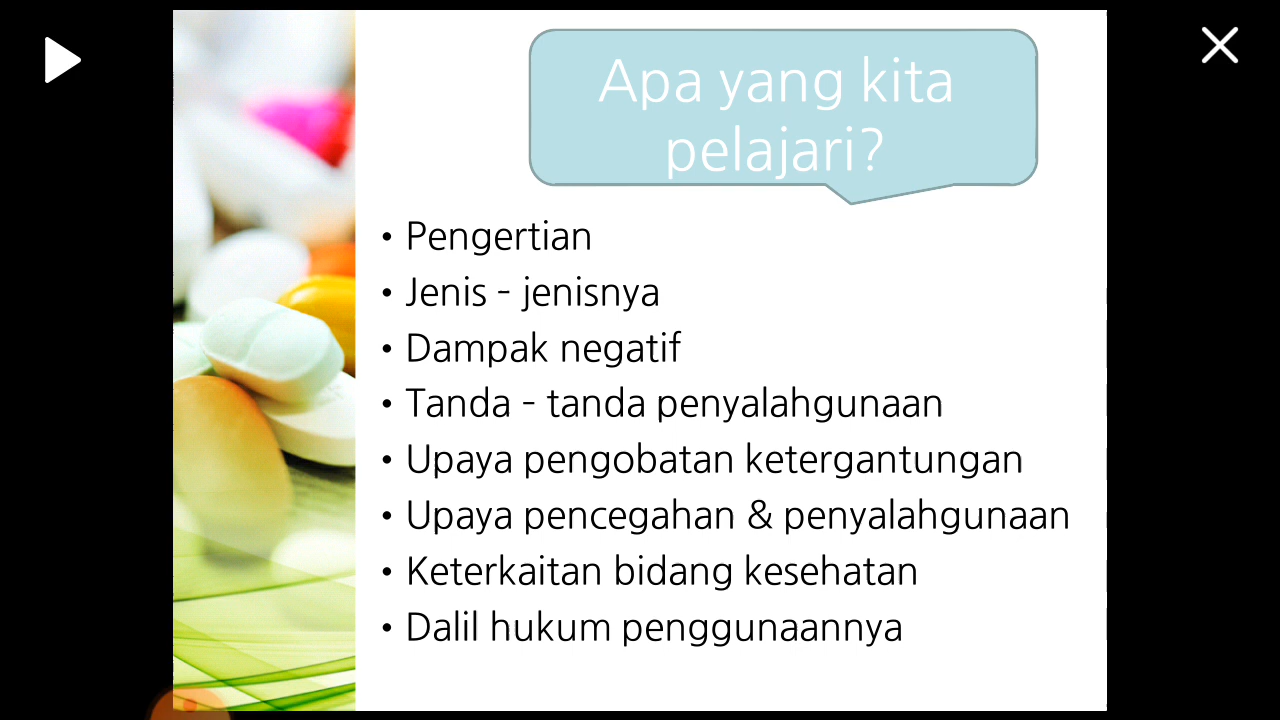 Apa yang kita
pelajari?
• Pengertian
• Jenis - jenisnya
• Dampak negatif
• Tanda - tanda penyalahgunaan
• Upaya pengobatan ketergantungan
• Upaya pencegahan & penyalahgunaan
• Keterkaitan bidang kesehatan
• Dalil hukum penggunaannya